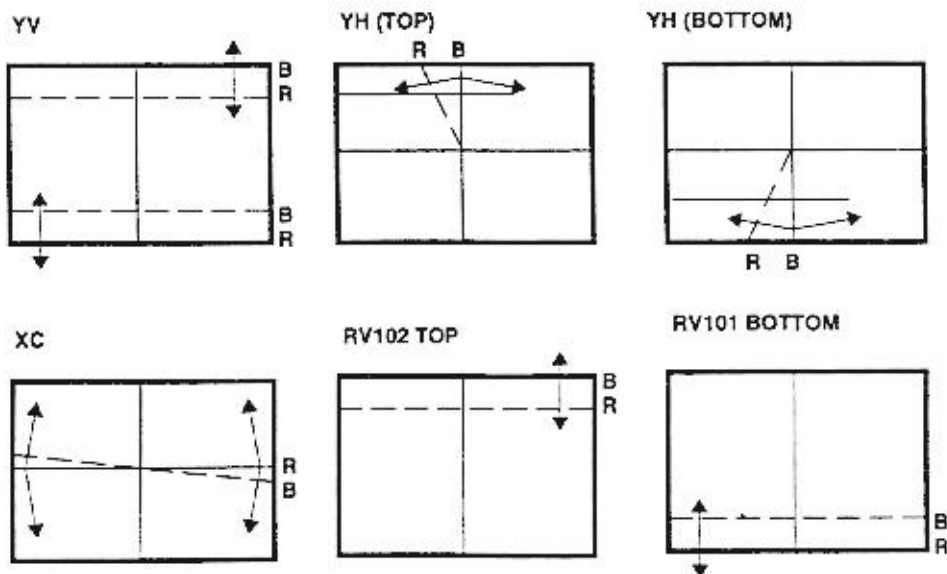 YV
B
R
B
R
YH (TOP)
R B
YH (BOTTOM)
R B
XC
R
B
RV102 TOP
B
R
RV101 BOTTOM
B
R